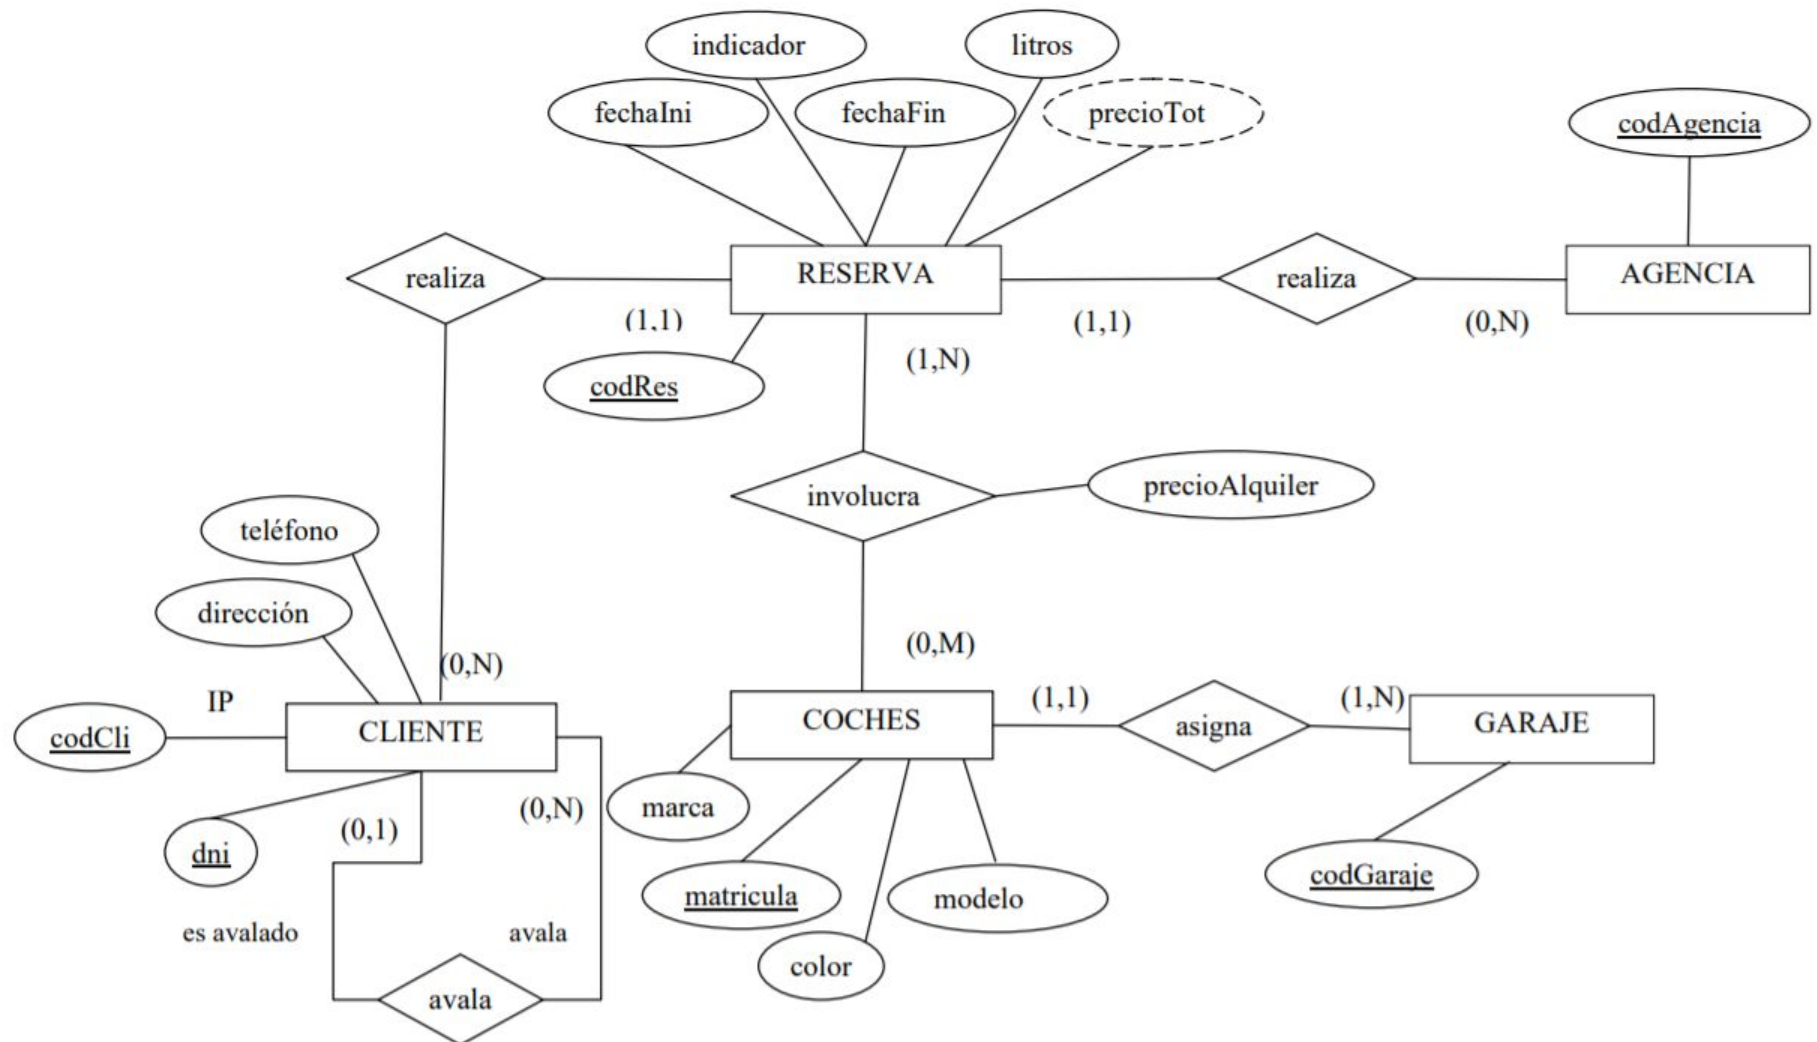 indicador
litros
fechaIni
fechaFin
precioTot
codAgencia
realiza
RESERVA
realiza
AGENCIA
(1,1)
(1,1)
(0,N)
(1,N)
codRes
involucra
precioAlquiler
teléfono
dirección
(0,N)
(0,M)
IP
codCli
CLIENTE
COCHES
(1,1)
asigna
(1,N)
GARAJE
(0,N)
marca
(0,1)
dni
codGaraje
matricula
modelo
es avalado
avala
color
avala